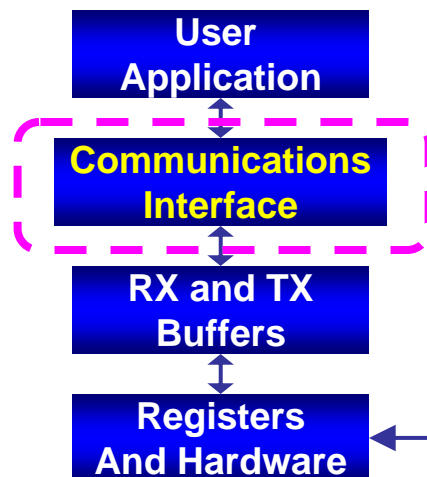 User
Application
Communications
Interface
RX and TX
Buffers
Registers
And Hardware